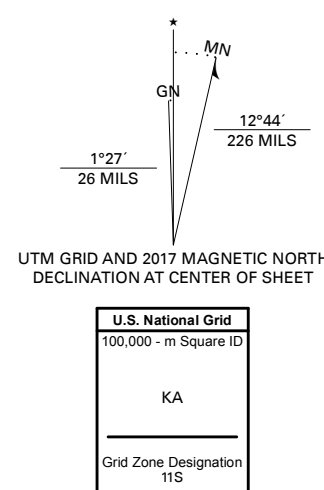 ★
MN
GN
12°44´
226 MILS
1°27´
26 MILS
UTM GRID AND 2017 MAGNETIC NORTH
DECLINATION AT CENTER OF SHEET
U.S. National Grid
100,000 - m Square ID
KA
Grid Zone Designation
11S